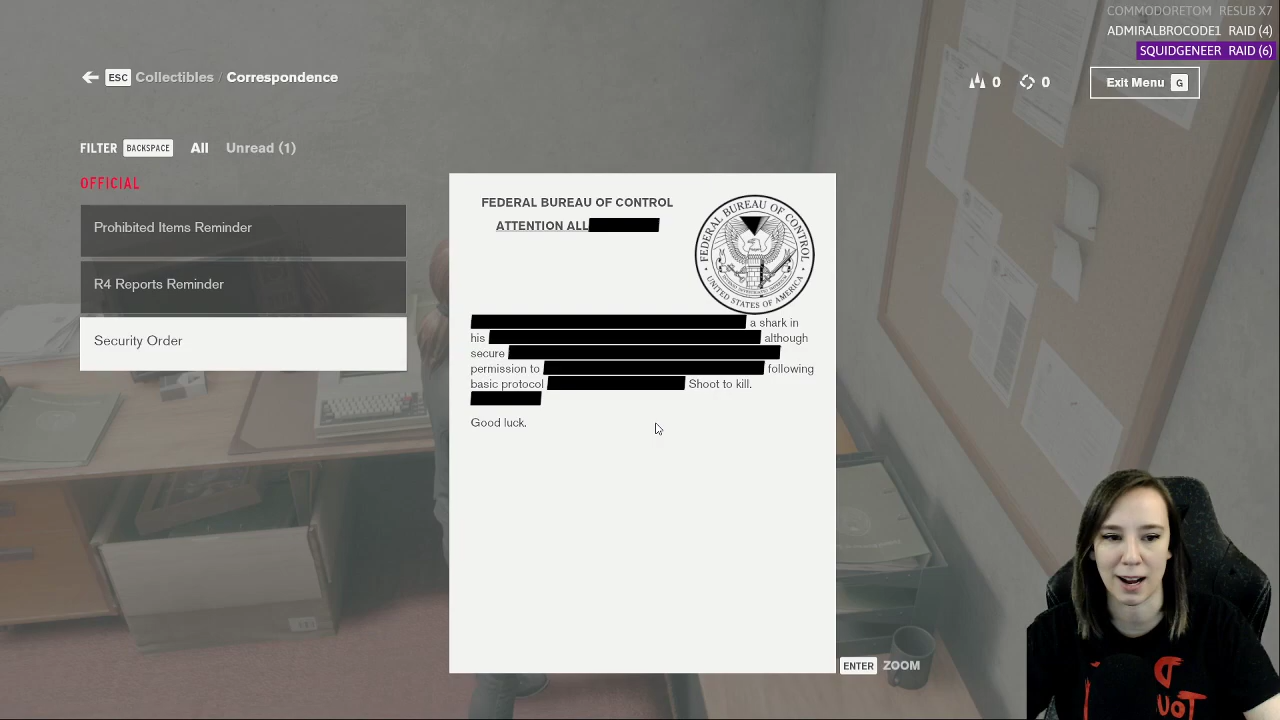 COMMODORETOM RESUB X7
ADMIRALBROCODE1 RAID (4)
SQUIDGENEER RAID (6)
ESC Collectibles / Correspondence
0 0
Exit Menu G
FILTER BACKSPACE All Unread (1)
OFFICIAL
Prohibited Items Reminder
R4 Reports Reminder
Security Order
FEDERAL BUREAU OF CONTROL
ATTENTION ALL
FEDERAL BUREAU OF CONTROL
UNITED STATES OF AMERICA
a shark in
his although
secure
permission to following
basic protocol Shoot to kill.
Good luck.
ENTER ZOOM